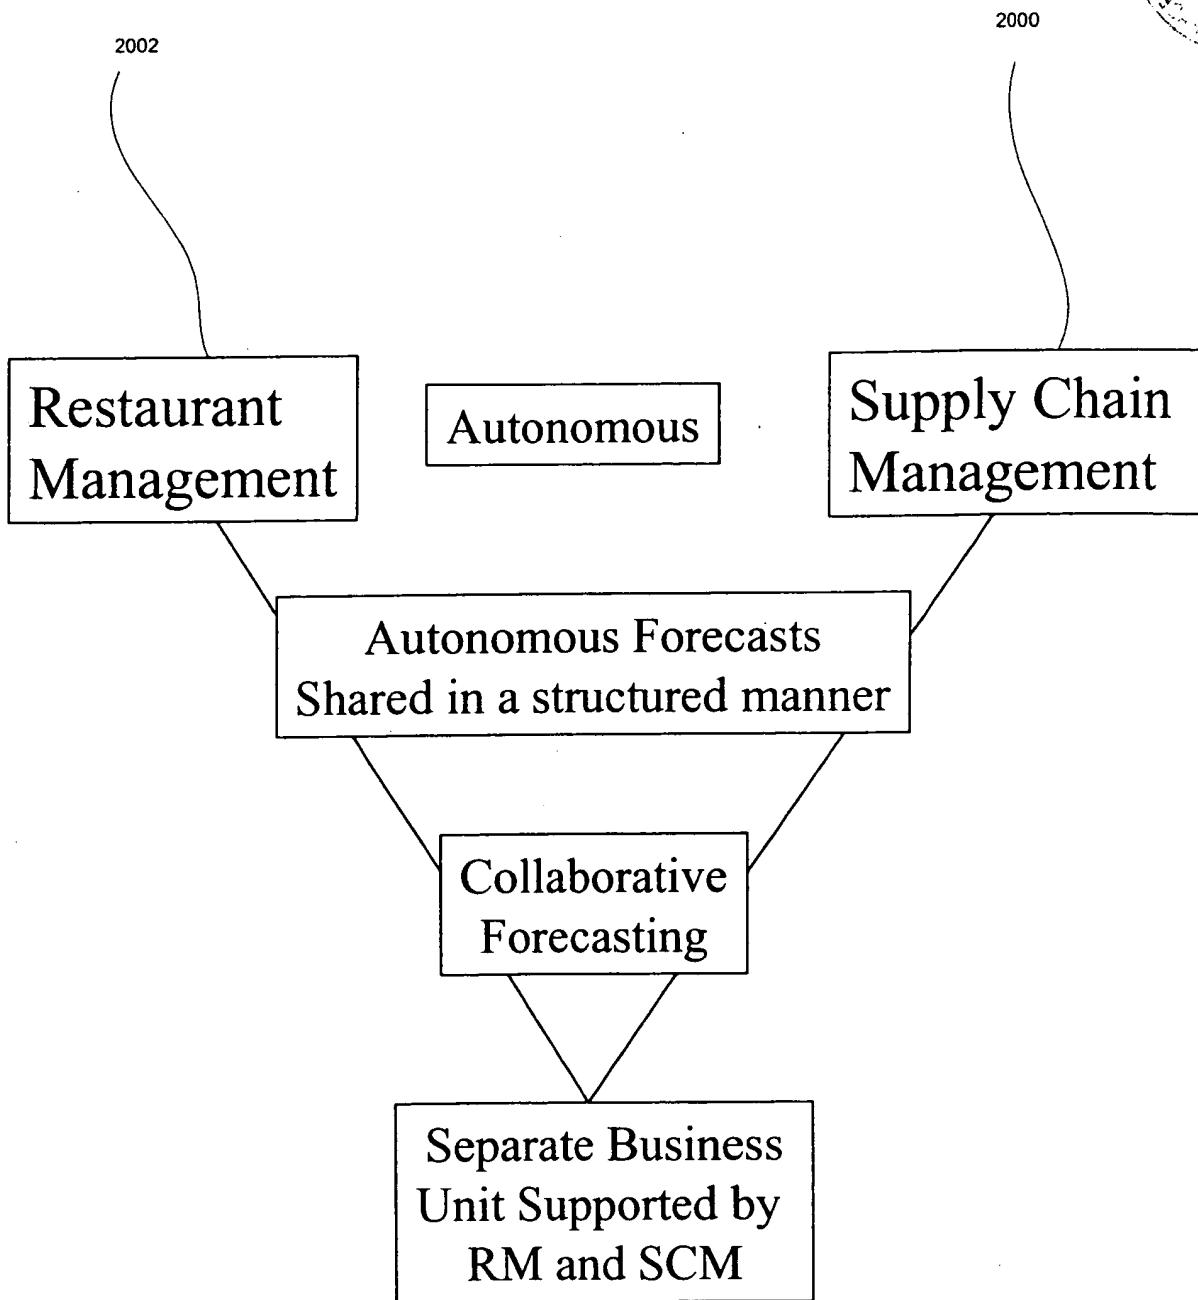 2002
2000
Restaurant
Management
Autonomous
Supply Chain
Management
Autonomous Forecasts
Shared in a structured manner
Collaborative
Forecasting
Separate Business
Unit Supported by
RM and SCM